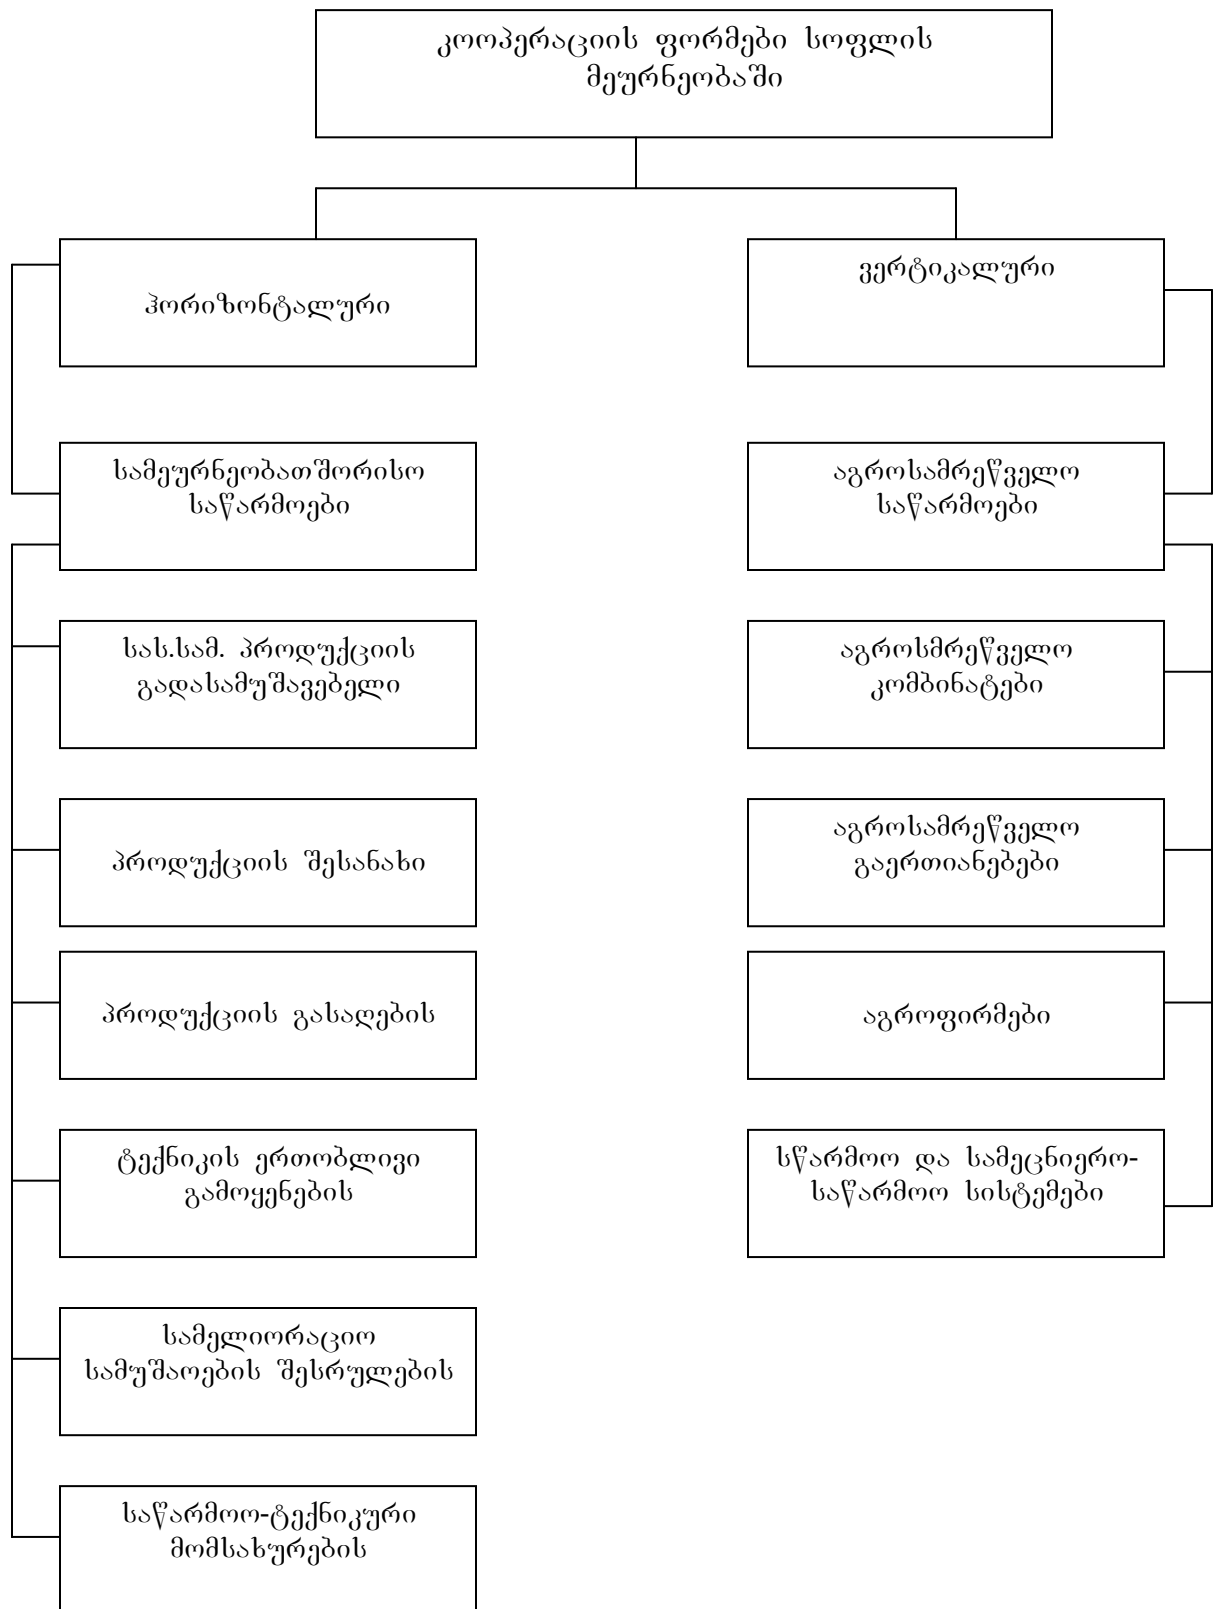 კოოპერაციის ფორმები სოფლის
მეურნეობაში
ჰორიზონტალური
სამეურნეობათშორისო
საწარმოები
სას.სამ. პროდუქციის
გადასამუშავებელი
პროდუქციის შესანახი
პროდუქციის გასაღების
ტექნიკის ერთობლივი
გამოყენების
სამელიორაციო
სამუშაოების შესრულების
საწარმოო-ტექნიკური
მომსახურების
ვერტიკალური
აგროსამრეწველო
საწარმოები
აგროსმრეწველო
კომბინატები
აგროსამრეწველო
გაერთიანებები
აგროფირმები
სწარმოო და სამეცნიერო-
საწარმოო სისტემები